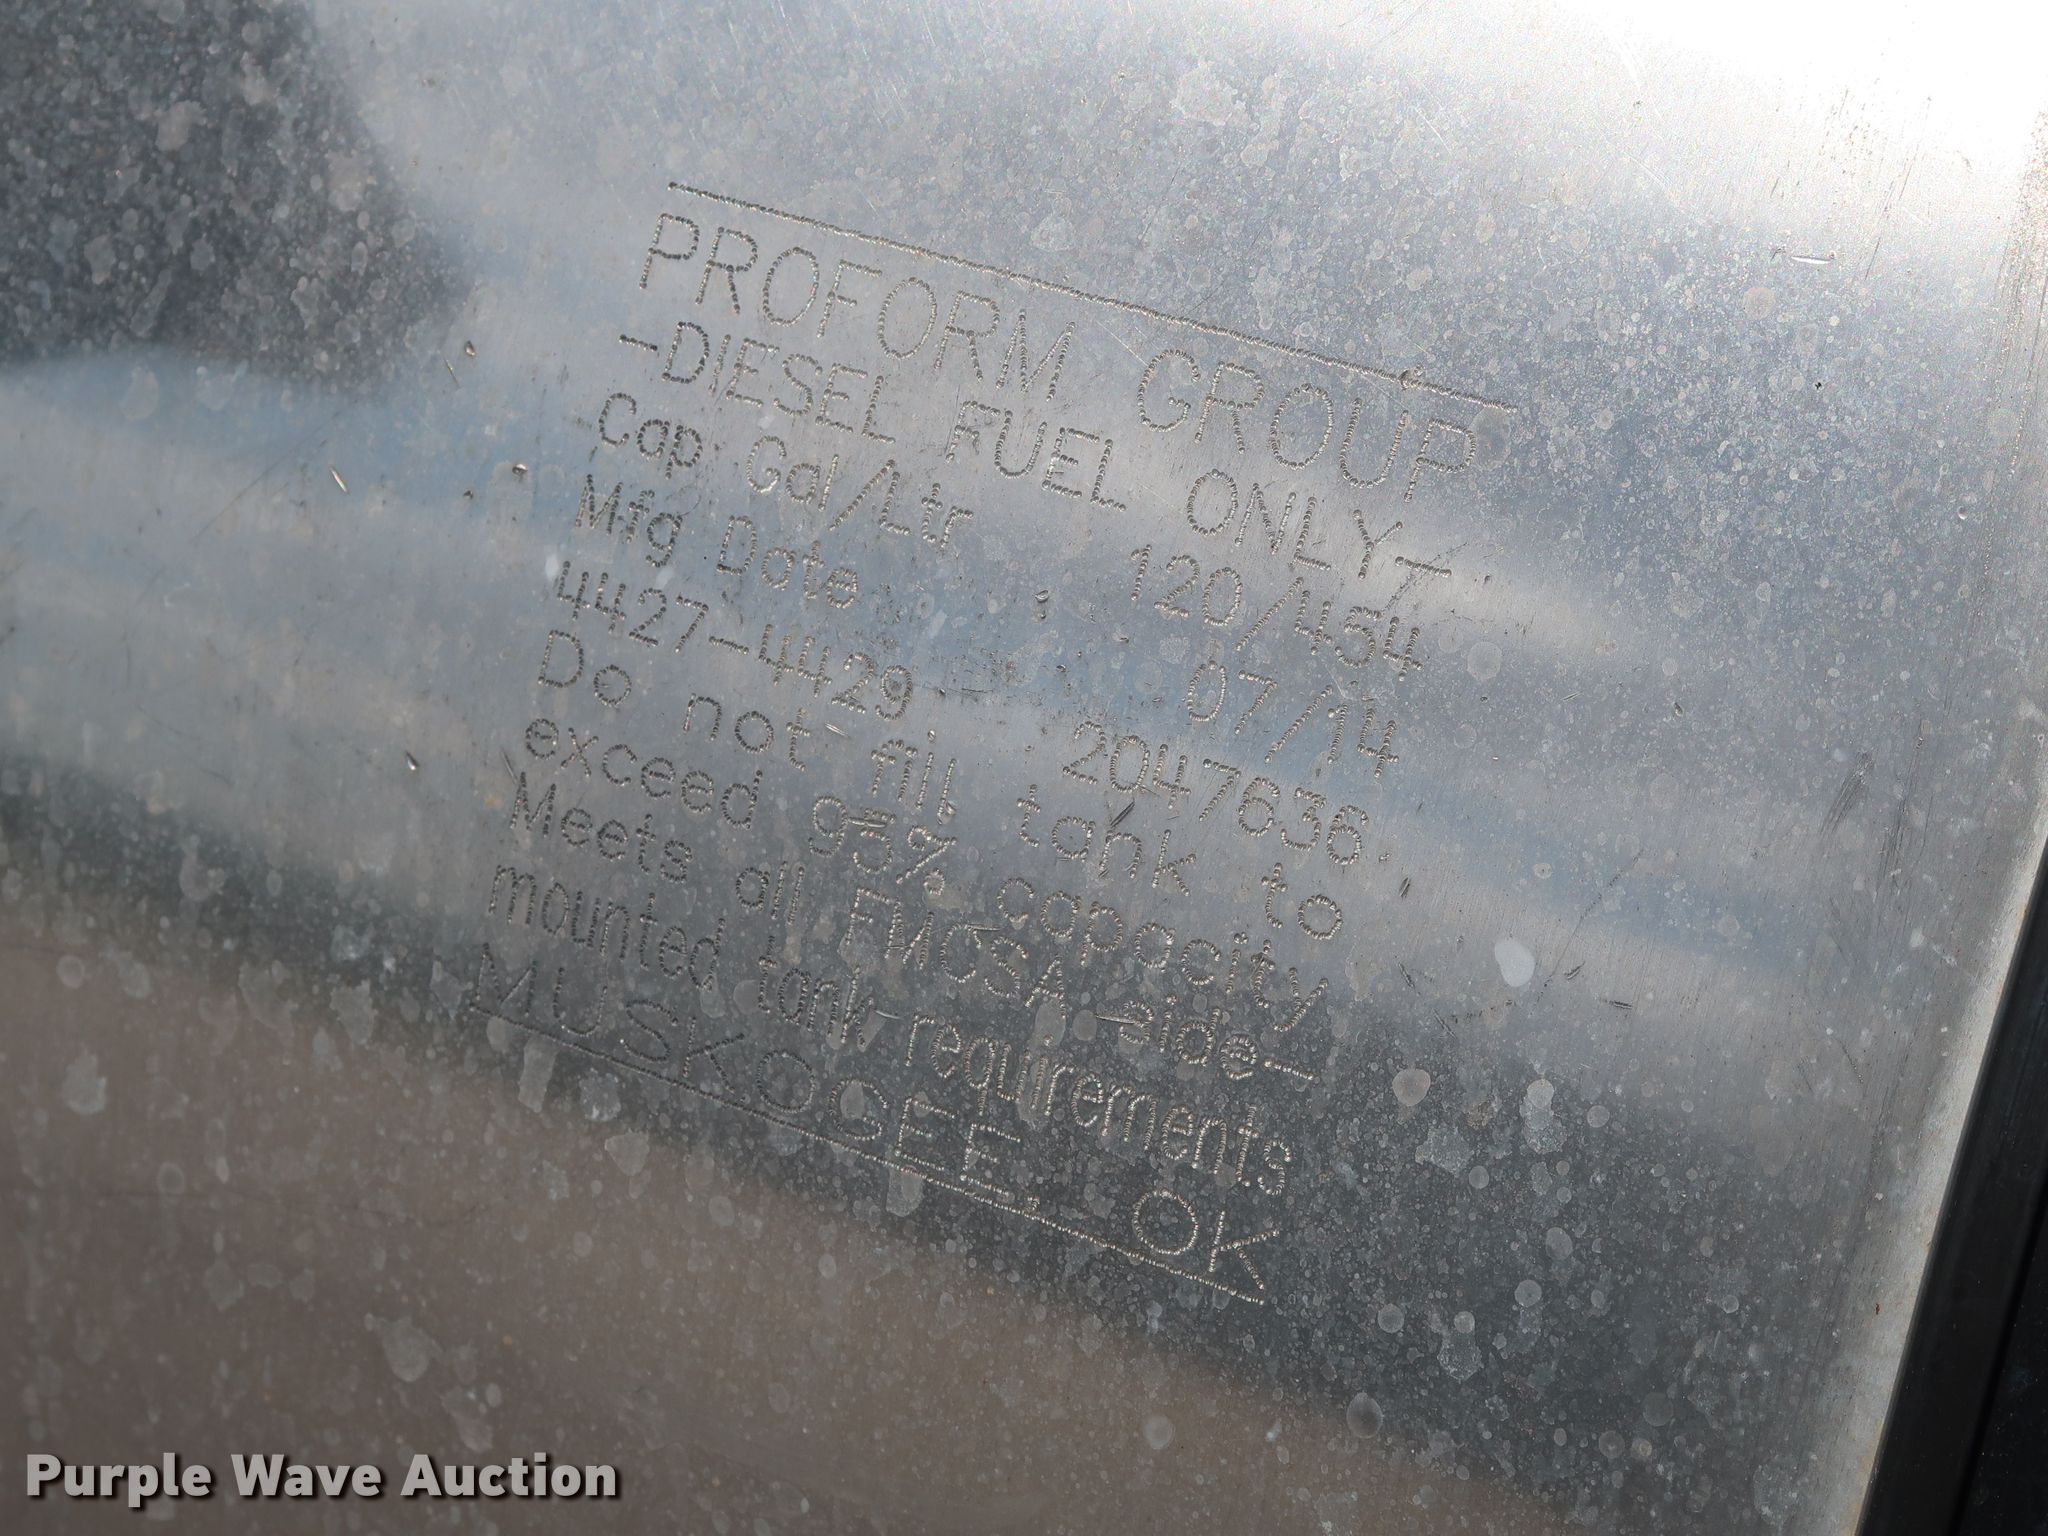 PROFORM GROUP
-DIESEL FUEL ONLY-
Cap Gal/Ltr 120/454
Mfg Date 07/14
4427-4429 2047636
Do not fill tank to
exceed 95% capacity
Meets all FMCSA side-
mounted tank requirements
MUSKOGEE, OK
Purple Wave Auction